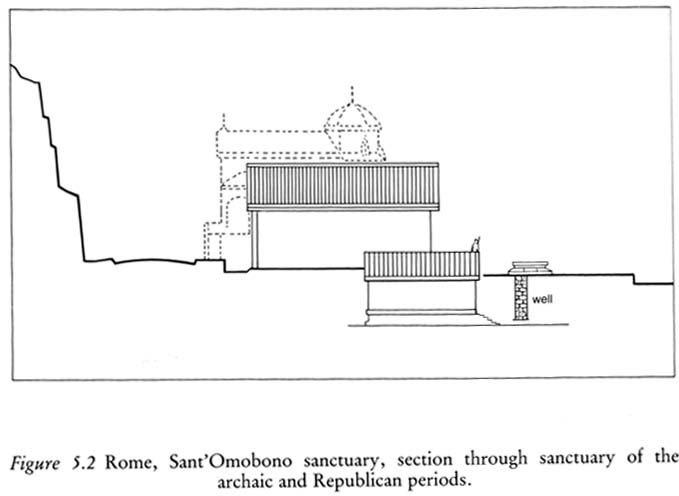 well
Figure 5.2 Rome, Sant'Omobono sanctuary, section through sanctuary of the
archaic and Republican periods.